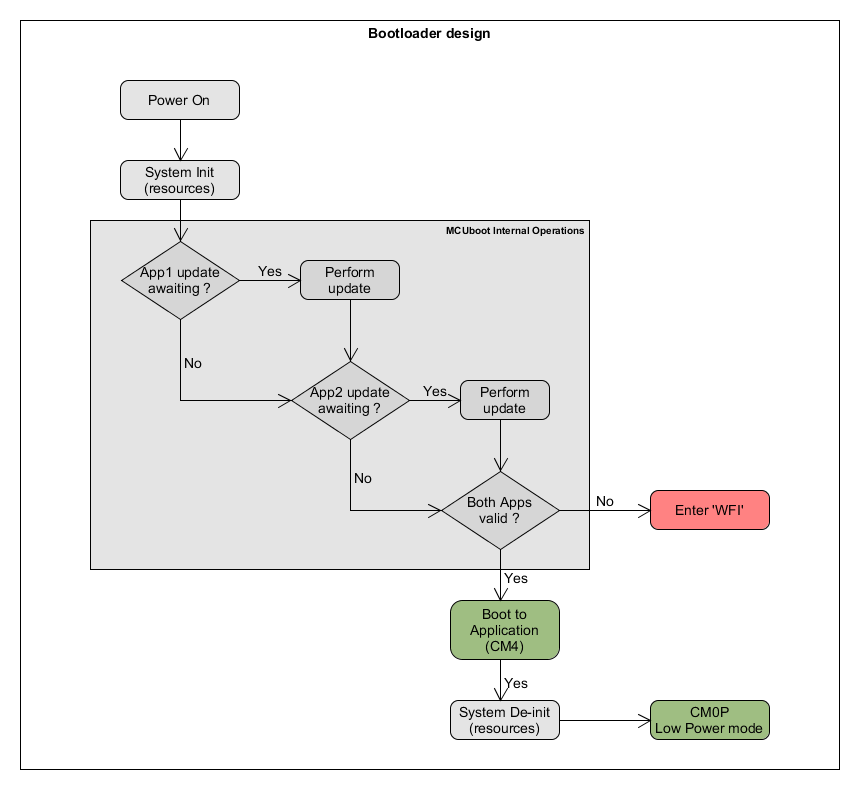 Bootloader design
Power On
System Init
(resources)
MCUboot Internal Operations
App1 update
awaiting ?
Yes
Perform
update
No
App2 update
awaiting ?
Yes
Perform
update
No
Both Apps
valid ?
No
Enter 'WFI'
Yes
Boot to
Application
(CM4)
Yes
System De-init
(resources)
CM0P
Low Power mode